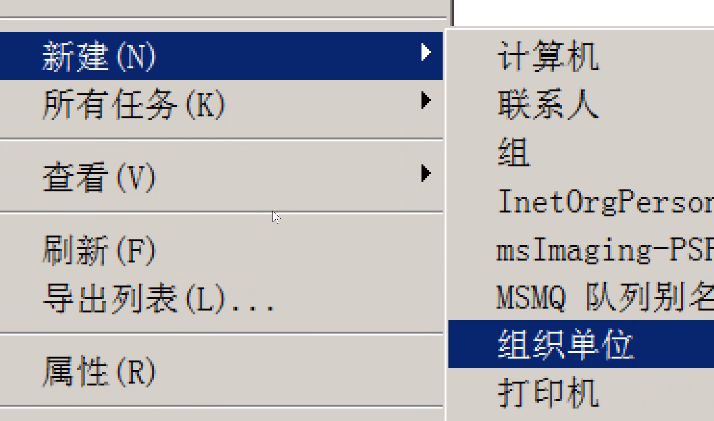 新建(N)
所有任务(K)
查看(V)
刷新(F)
导出列表(L)...
属性(R)
计算机
联系人
组
InetOrgPerson
msImaging-PSP
MSMQ 队列别名
组织单位
打印机